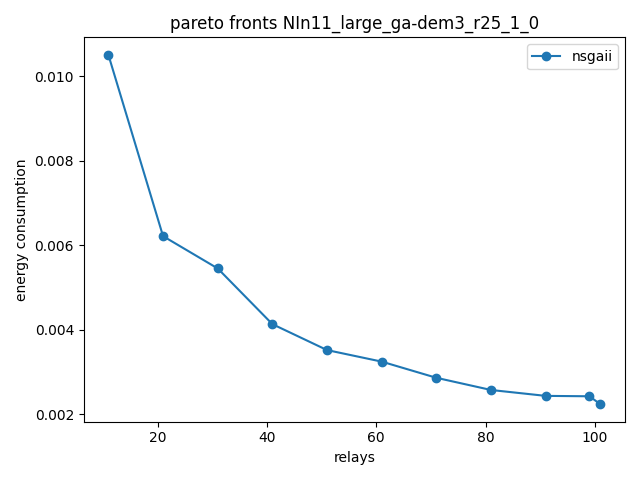 pareto fronts NIn11_large_ga-dem3_r25_1_0
nsgaii
0.010
0.008
0.006
0.004
0.002
energy consumption
20
40
60
80
100
relays